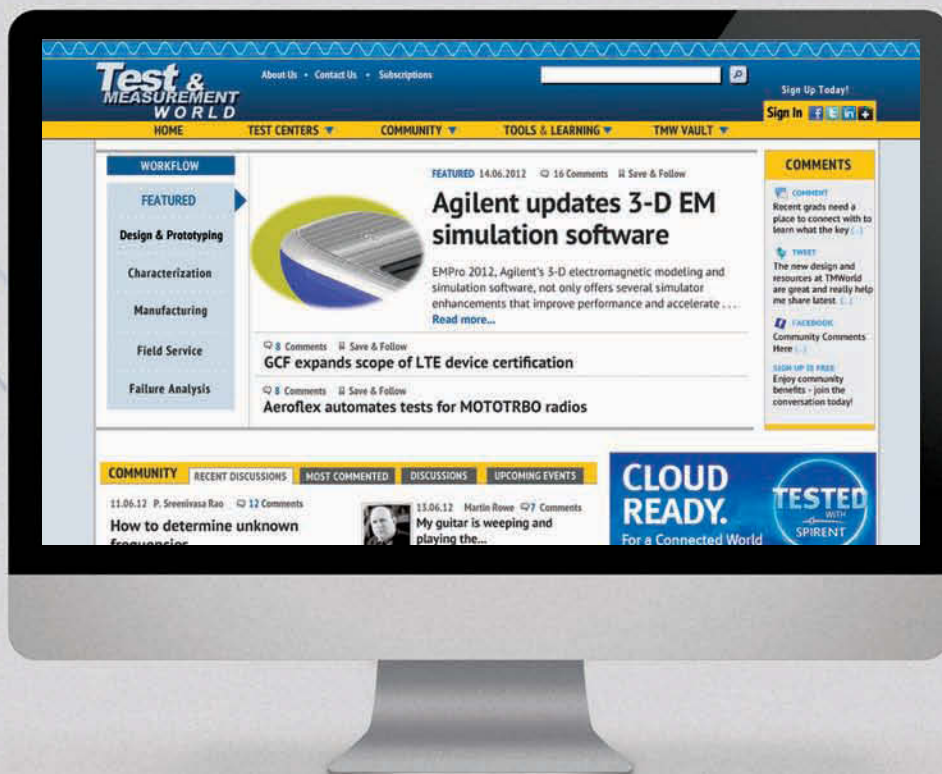 Test &
MEASUREMENT
WORLD
About Us • Contact Us • Subscriptions
Sign Up Today!
Sign In
HOME TEST CENTERS COMMUNITY TOOLS & LEARNING TMW VAULT
WORKFLOW
FEATURED
Design & Prototyping
Characterization
Manufacturing
Field Service
Failure Analysis
FEATURED 14.06.2012 16 Comments Save & Follow
Agilent updates 3-D EM
simulation software
EMPro 2012, Agilent's 3-D electromagnetic modeling and
simulation software, not only offers several simulator
enhancements that improve performance and accelerate ...
Read more...
8 Comments Save & Follow
GCF expands scope of LTE device certification
8 Comments Save & Follow
Aeroflex automates tests for MOTOTRBO radios
COMMENTS
COMMENT
Recent grads need a
place to connect with to
learn what the key (...)
TWEET
The new design and
resources at TMWorld
are great and really help
me share latest (...)
FACEBOOK
Community Comments
Here (...)
SIGN UP IS FREE
Enjoy community
benefits - join the
conversation today!
COMMUNITY RECENT DISCUSSIONS MOST COMMENTED DISCUSSIONS UPCOMING EVENTS
11.06.12 P. Sreenivasa Rao 12 Comments
How to determine unknown
frequencies
13.06.12 Martin Rowe 7 Comments
My guitar is weeping and
playing the...
CLOUD
READY.
For a Connected World
TESTED
WITH
SPIRENT